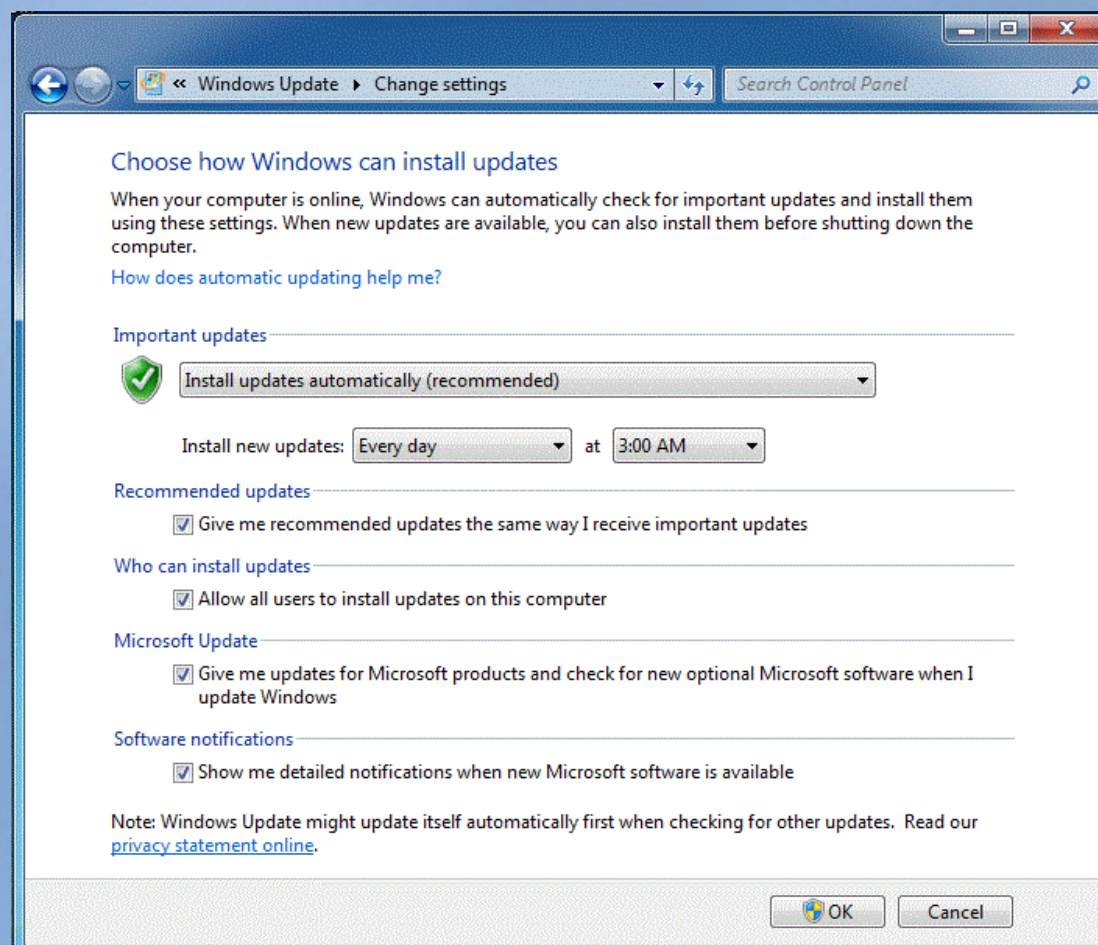 « Windows Update ▸ Change settings
Search Control Panel
Choose how Windows can install updates
When your computer is online, Windows can automatically check for important updates and install them
using these settings. When new updates are available, you can also install them before shutting down the
computer.
How does automatic updating help me?
Important updates
Install updates automatically (recommended)
Install new updates: Every day at 3:00 AM
Recommended updates
Give me recommended updates the same way I receive important updates
Who can install updates
Allow all users to install updates on this computer
Microsoft Update
Give me updates for Microsoft products and check for new optional Microsoft software when I
update Windows
Software notifications
Show me detailed notifications when new Microsoft software is available
Note: Windows Update might update itself automatically first when checking for other updates.  Read our
privacy statement online.
OK Cancel